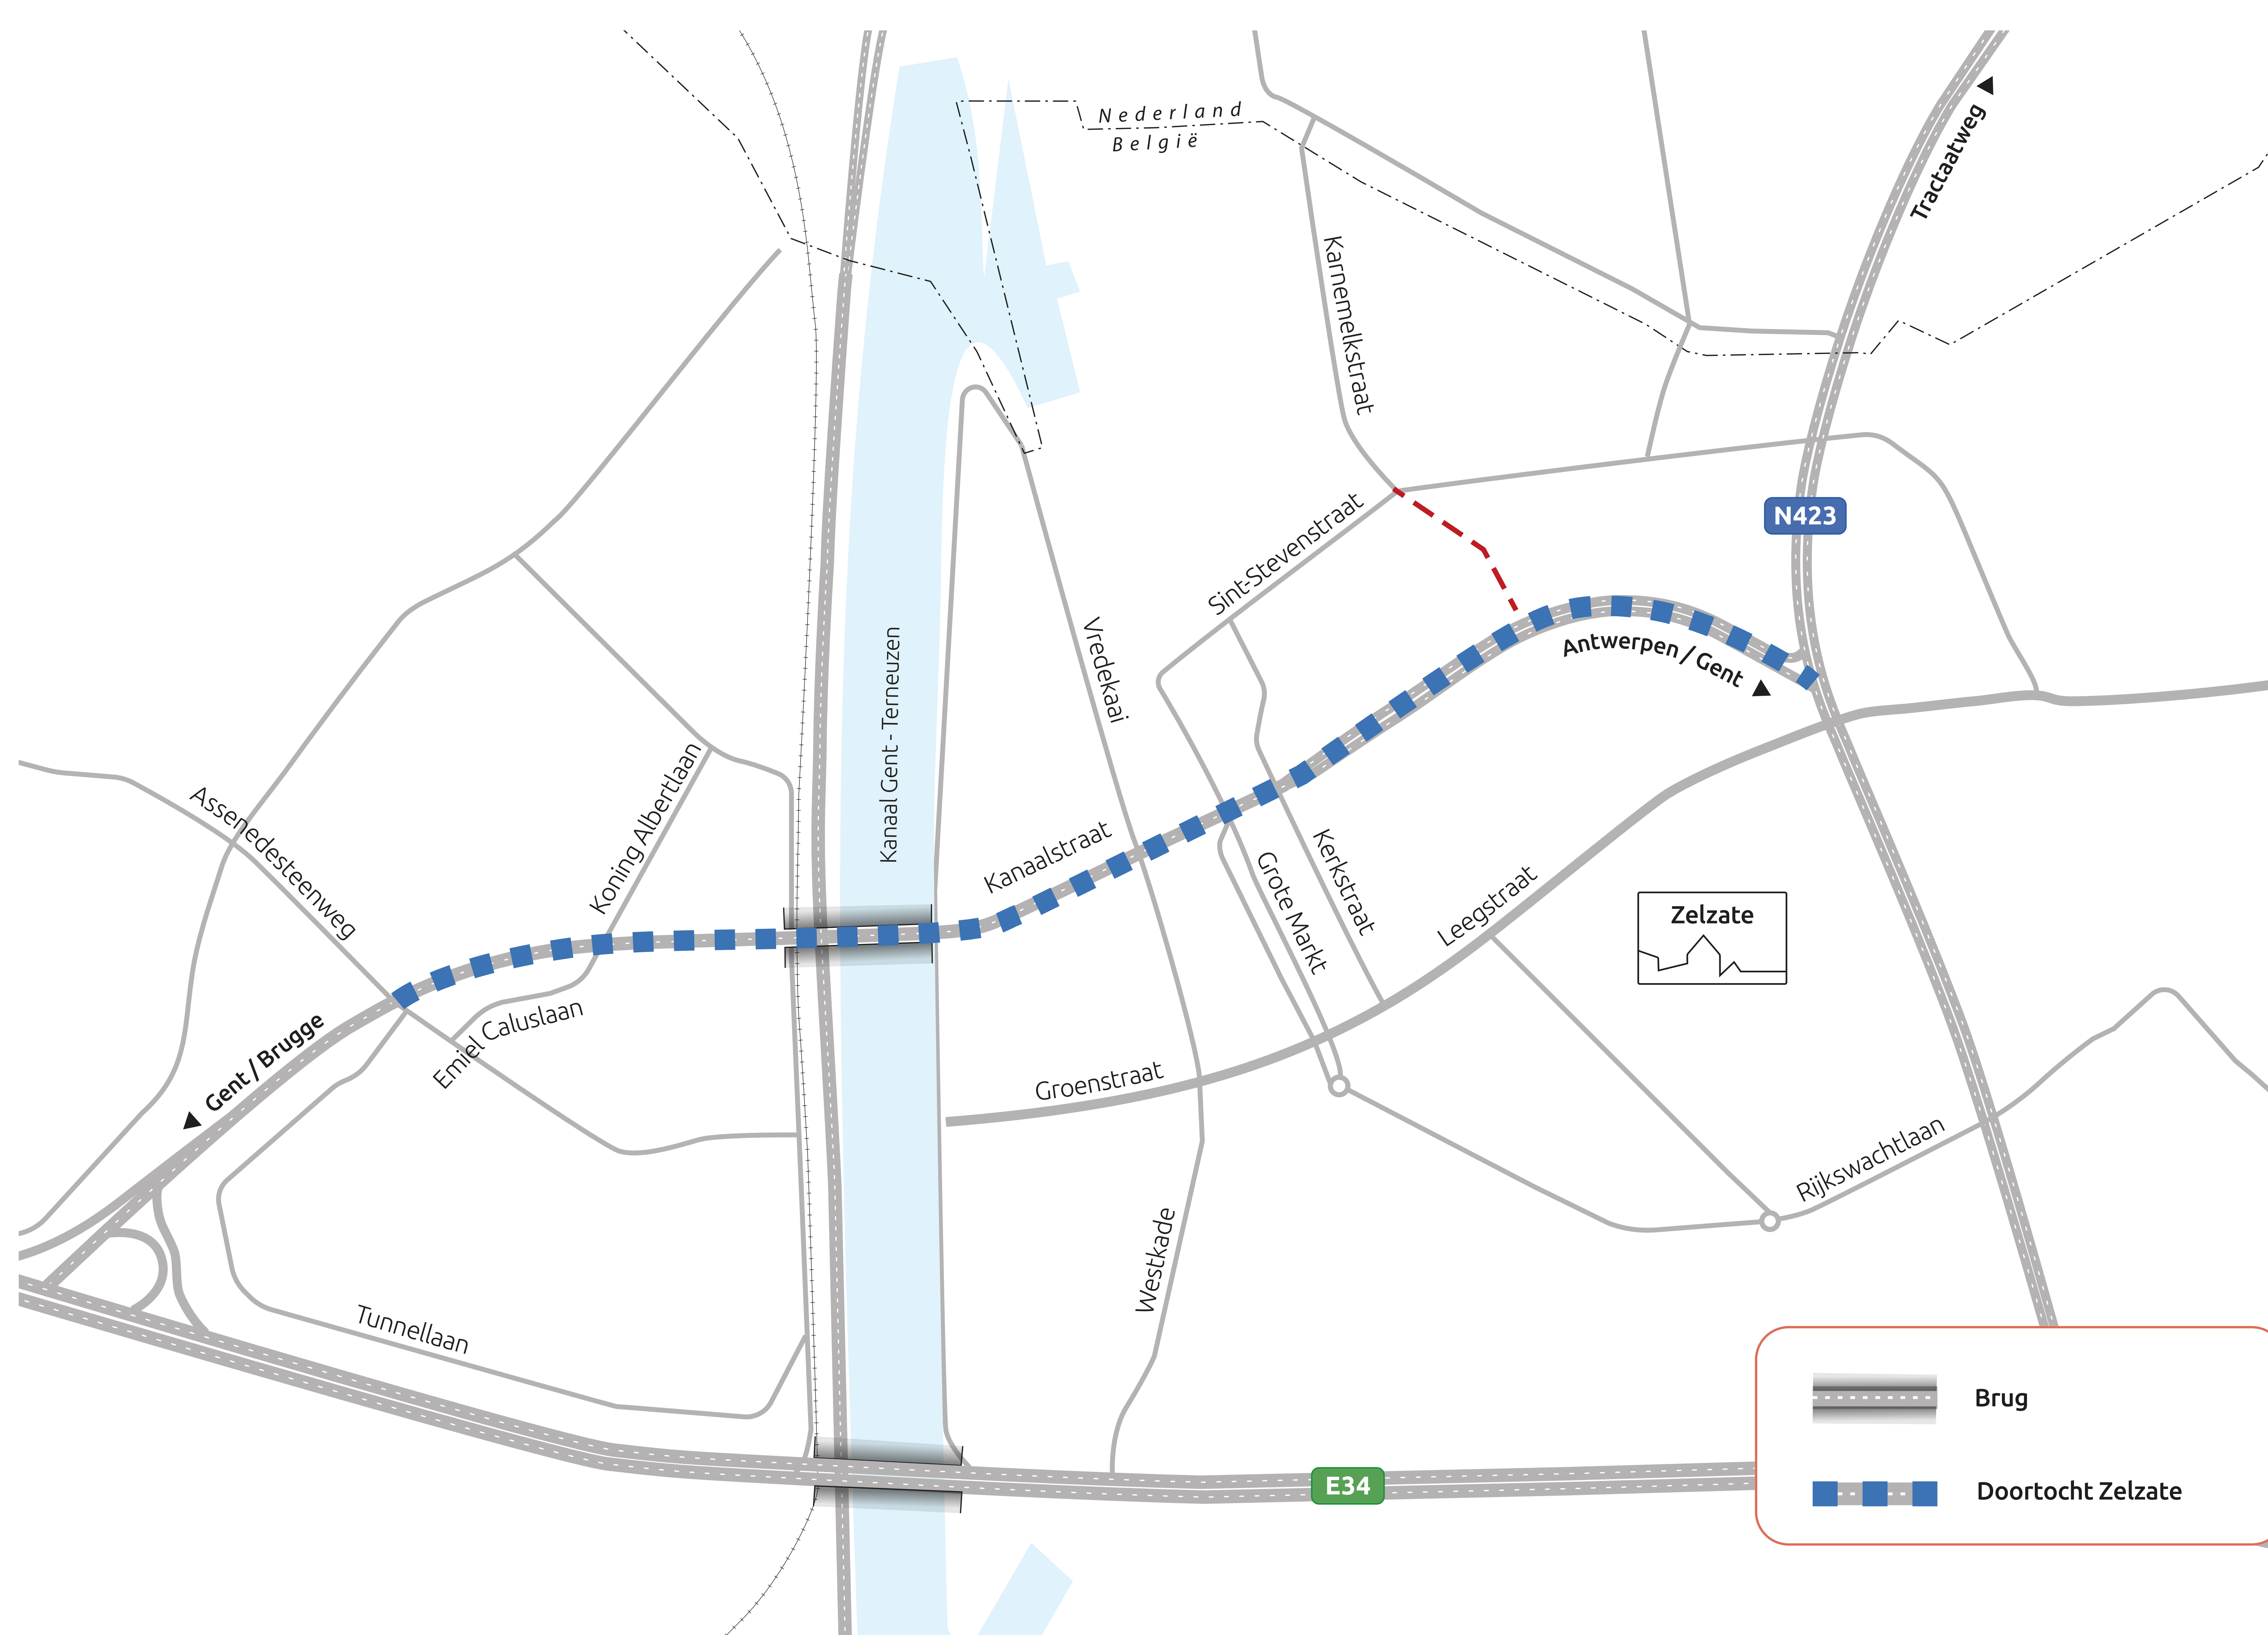 Nederland
België
Tractaatweg
Karnemelkstraat
N423
Sint-Stevenstraat
Antwerpen / Gent
Vredekaai
Kanaal Gent - Terneuzen
Koning Albertlaan
Assenedesteenweg
Kanaalstraat
Grote Markt
Kerkstraat
Leegstraat
Zelzate
Gent / Brugge
Emiel Caluslaan
Groenstraat
Rijkswachtlaan
Westkade
Tunnellaan
E34
Brug
Doortocht Zelzate